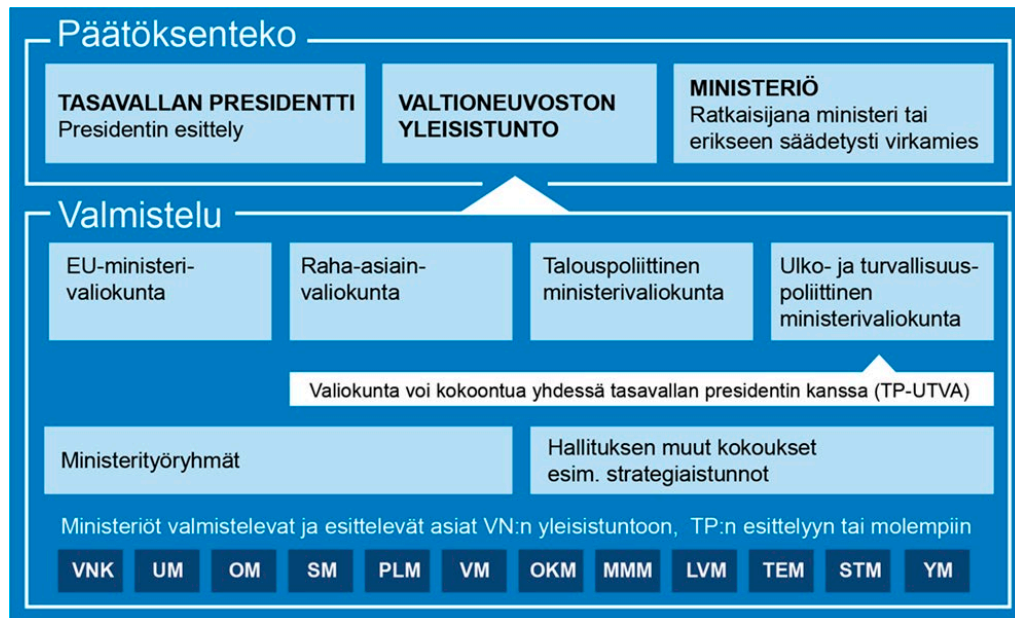 Päätöksenteko
TASAVALLAN PRESIDENTTI
Presidentin esittely
VALTIONEUVOSTON
YLEISISTUNTO
MINISTERIÖ
Ratkaisijana ministeri tai
erikseen säädetysti virkamies
Valmistelu
EU-ministeri-
valiokunta
Raha-asiain-
valiokunta
Talouspoliittinen
ministerivaliokunta
Ulko- ja turvallisuus-
poliittinen
ministerivaliokunta
Valiokunta voi kokoontua yhdessä tasavallan presidentin kanssa (TP-UTVA)
Ministerityöryhmät
Hallituksen muut kokoukset
esim. strategiaistunnot
Ministeriöt valmistelevat ja esittelevät asiat VN:n yleisistuntoon, TP:n esittelyyn tai molempiin
VNK UM OM SM PLM VM OKM MMM LVM TEM STM YM